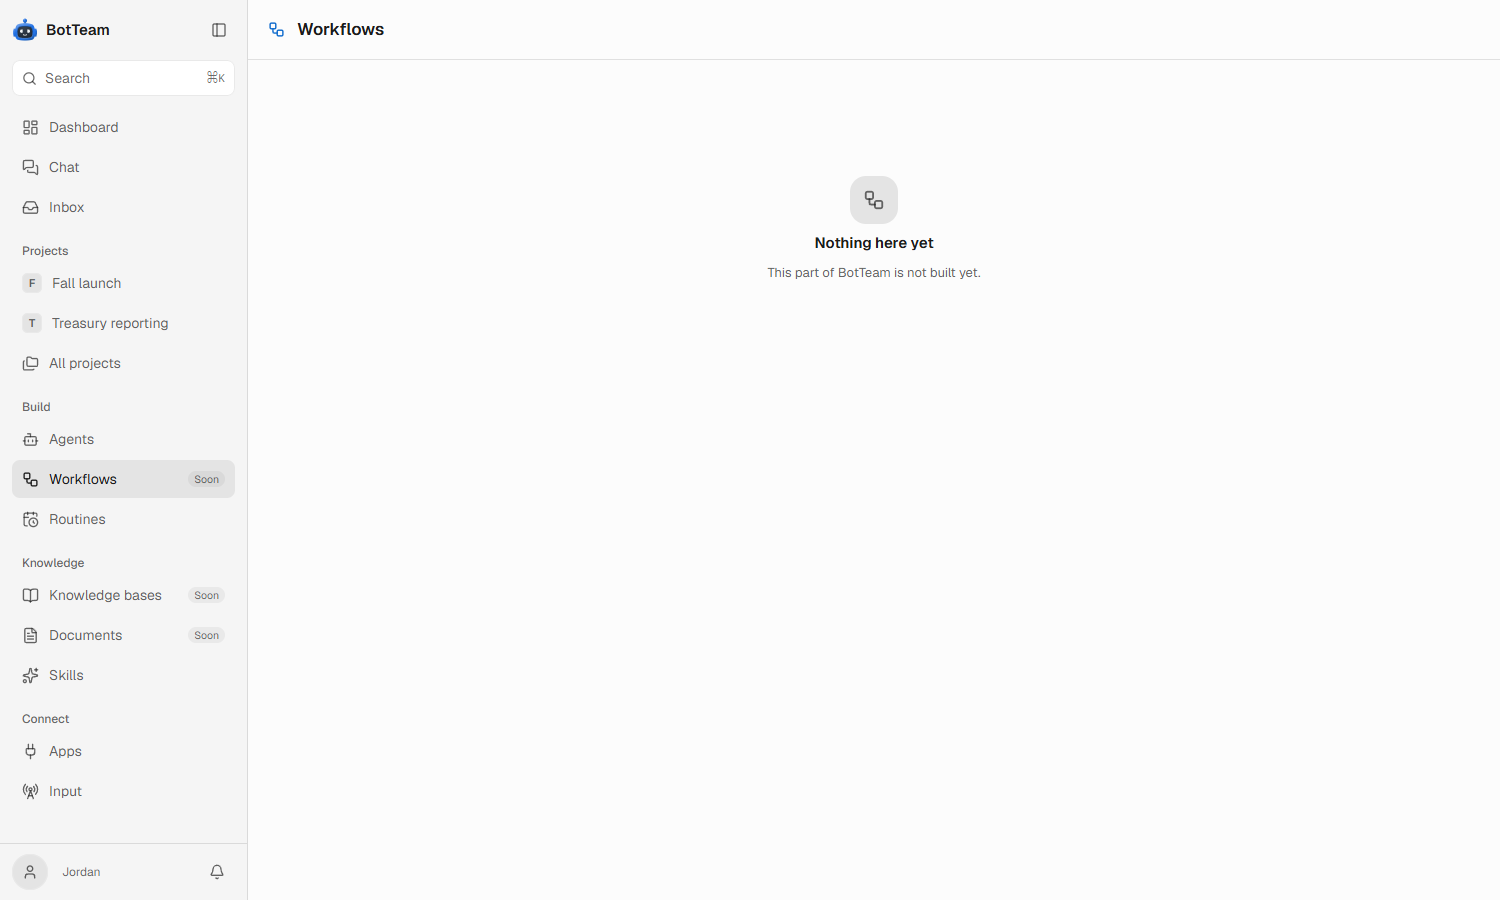 BotTeam
Search ⌘K
Dashboard
Chat
Inbox
Projects
F Fall launch
T Treasury reporting
All projects
Build
Agents
Workflows Soon
Routines
Knowledge
Knowledge bases Soon
Documents Soon
Skills
Connect
Apps
Input
Jordan
Workflows
Nothing here yet
This part of BotTeam is not built yet.